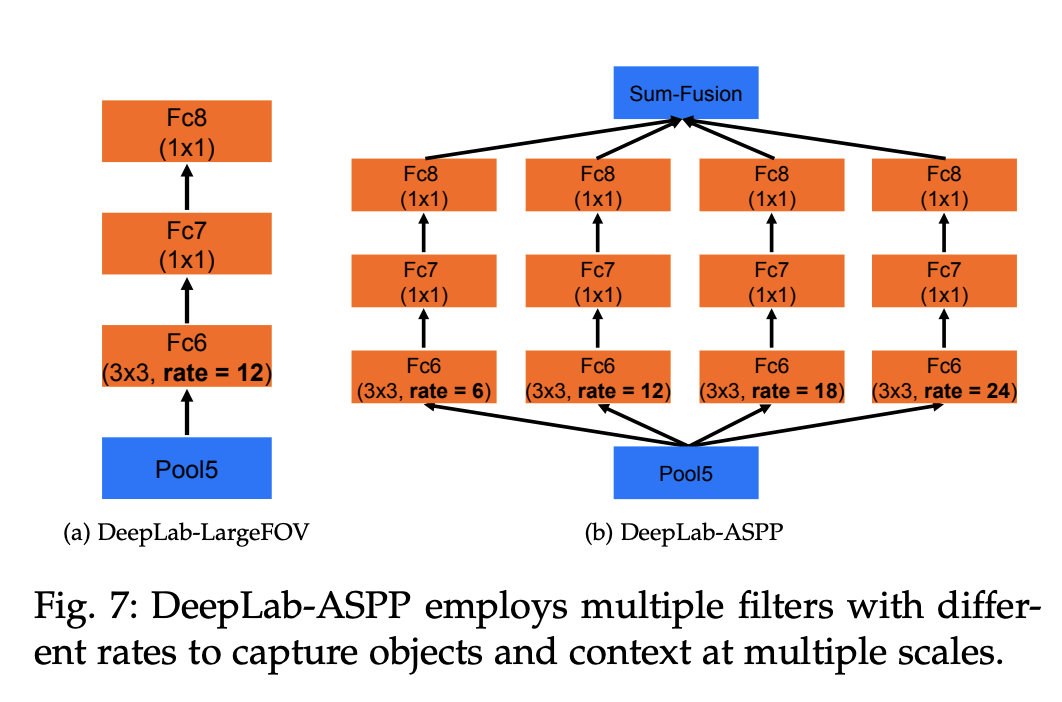 Fc8
(1x1)
Fc7
(1x1)
Fc6
(3x3, rate = 12)
Pool5
(a) DeepLab-LargeFOV
Sum-Fusion
Fc8
(1x1)
Fc8
(1x1)
Fc8
(1x1)
Fc8
(1x1)
Fc7
(1x1)
Fc7
(1x1)
Fc7
(1x1)
Fc7
(1x1)
Fc6
(3x3, rate = 6)
Fc6
(3x3, rate = 12)
Fc6
(3x3, rate = 18)
Fc6
(3x3, rate = 24)
Pool5
(b) DeepLab-ASPP
Fig. 7: DeepLab-ASPP employs multiple filters with differ-
ent rates to capture objects and context at multiple scales.